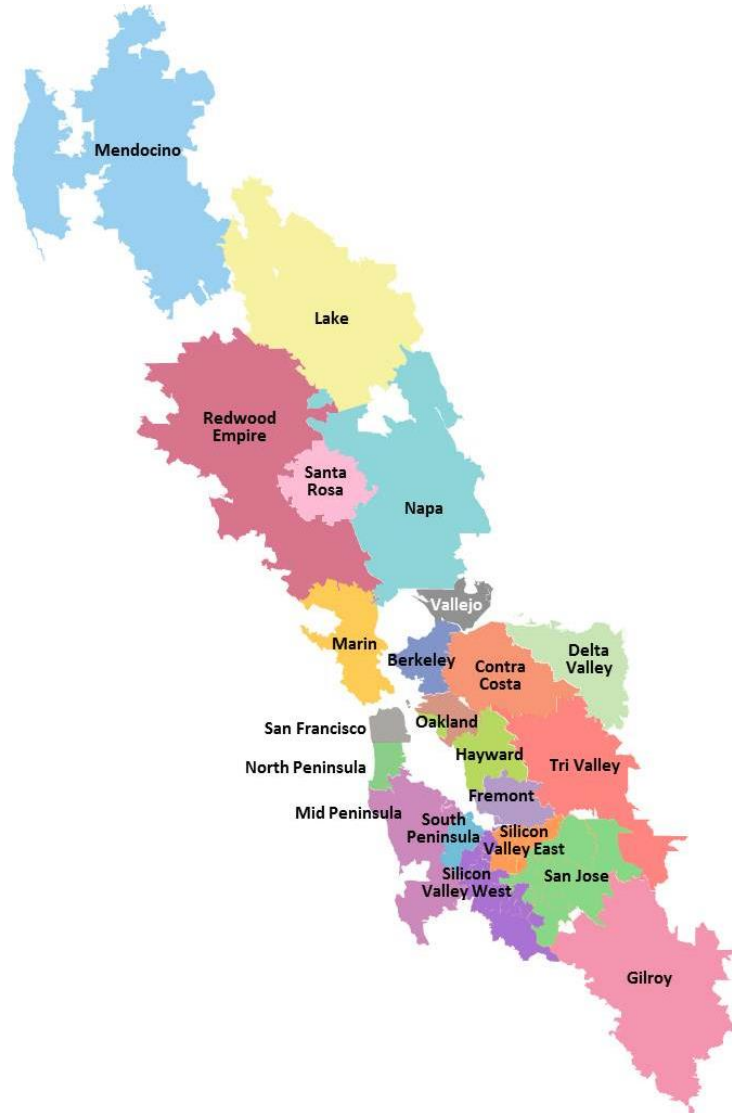 Mendocino
Lake
Redwood
Empire
Santa
Rosa
Napa
Vallejo
Marin
Berkeley
Contra
Costa
Delta
Valley
San Francisco
Oakland
North Peninsula
Hayward
Tri Valley
Fremont
Mid Peninsula
South
Peninsula
Silicon
Valley East
Silicon
Valley West
San Jose
Gilroy